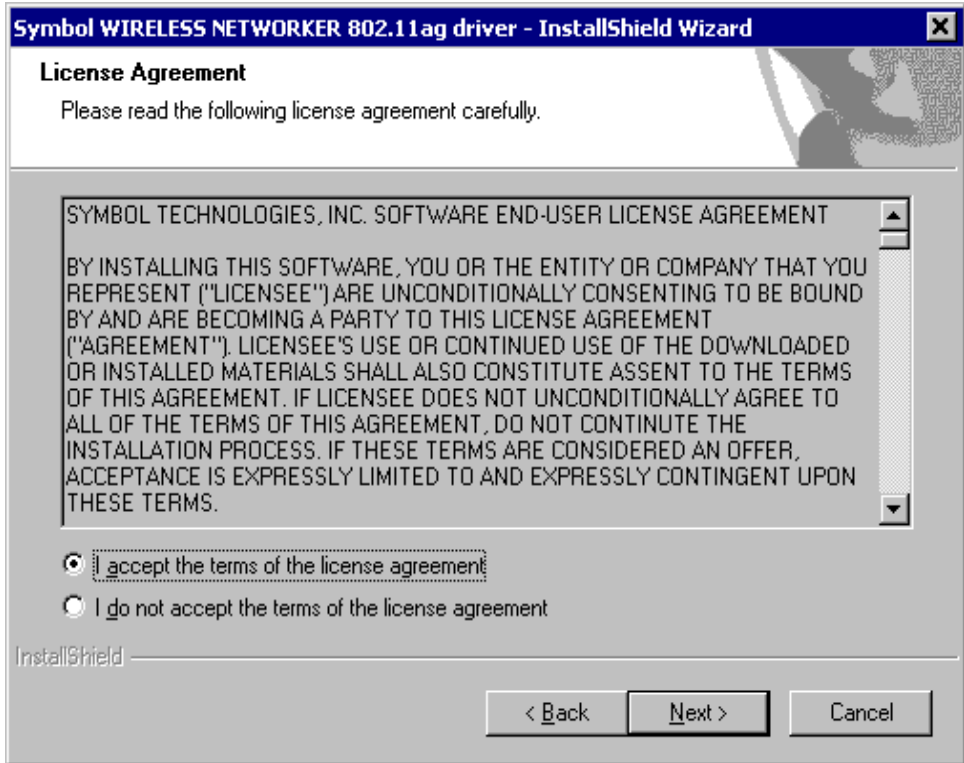 Symbol WIRELESS NETWORKER 802.11ag driver - InstallShield Wizard
License Agreement
Please read the following license agreement carefully.
SYMBOL TECHNOLOGIES, INC. SOFTWARE END-USER LICENSE AGREEMENT
BY INSTALLING THIS SOFTWARE, YOU OR THE ENTITY OR COMPANY THAT YOU
REPRESENT ("LICENSEE") ARE UNCONDITIONALLY CONSENTING TO BE BOUND
BY AND ARE BECOMING A PARTY TO THIS LICENSE AGREEMENT
("AGREEMENT"). LICENSEE'S USE OR CONTINUED USE OF THE DOWNLOADED
OR INSTALLED MATERIALS SHALL ALSO CONSTITUTE ASSENT TO THE TERMS
OF THIS AGREEMENT. IF LICENSEE DOES NOT UNCONDITIONALLY AGREE TO
ALL OF THE TERMS OF THIS AGREEMENT, DO NOT CONTINUTE THE
INSTALLATION PROCESS. IF THESE TERMS ARE CONSIDERED AN OFFER,
ACCEPTANCE IS EXPRESSLY LIMITED TO AND EXPRESSLY CONTINGENT UPON
THESE TERMS.
I accept the terms of the license agreement
I do not accept the terms of the license agreement
InstallShield
< Back
Next >
Cancel